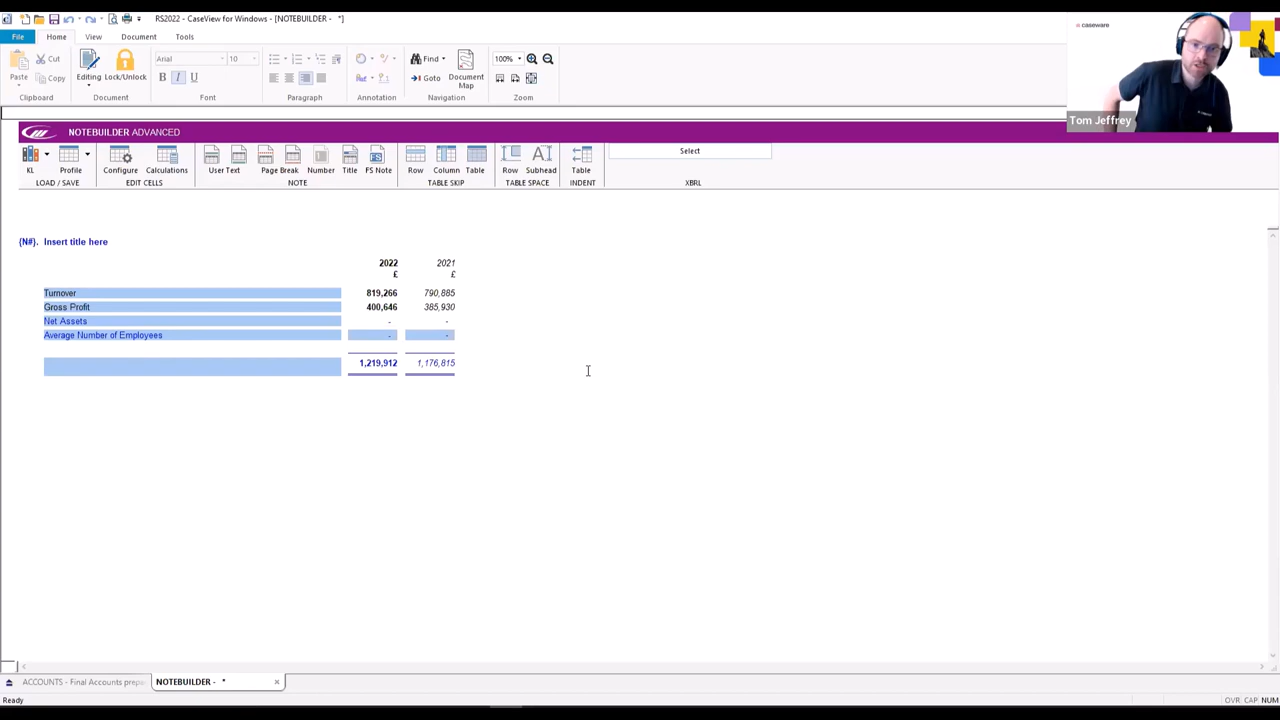 RS2022 - CaseView for Windows - [NOTEBUILDER - *]
File Home View Document Tools
Paste Cut Copy Editing Lock/Unlock Arial 10 B I U Find Goto Document Map 100%
Clipboard Document Font Paragraph Annotation Navigation Zoom
caseware
Tom Jeffrey
NOTEBUILDER ADVANCED
KL Profile Configure Calculations User Text Page Break Number Title FS Note Row Column Table Row Subhead Table Select
LOAD / SAVE EDIT CELLS NOTE TABLE SKIP TABLE SPACE INDENT XBRL
{N#}. Insert title here
2022 2021
£ £
Turnover 819,266 790,885
Gross Profit 400,646 385,930
Net Assets - -
Average Number of Employees - -
1,219,912 1,176,815
ACCOUNTS - Final Accounts prepa NOTEBUILDER - *
Ready OVR CAP NUM